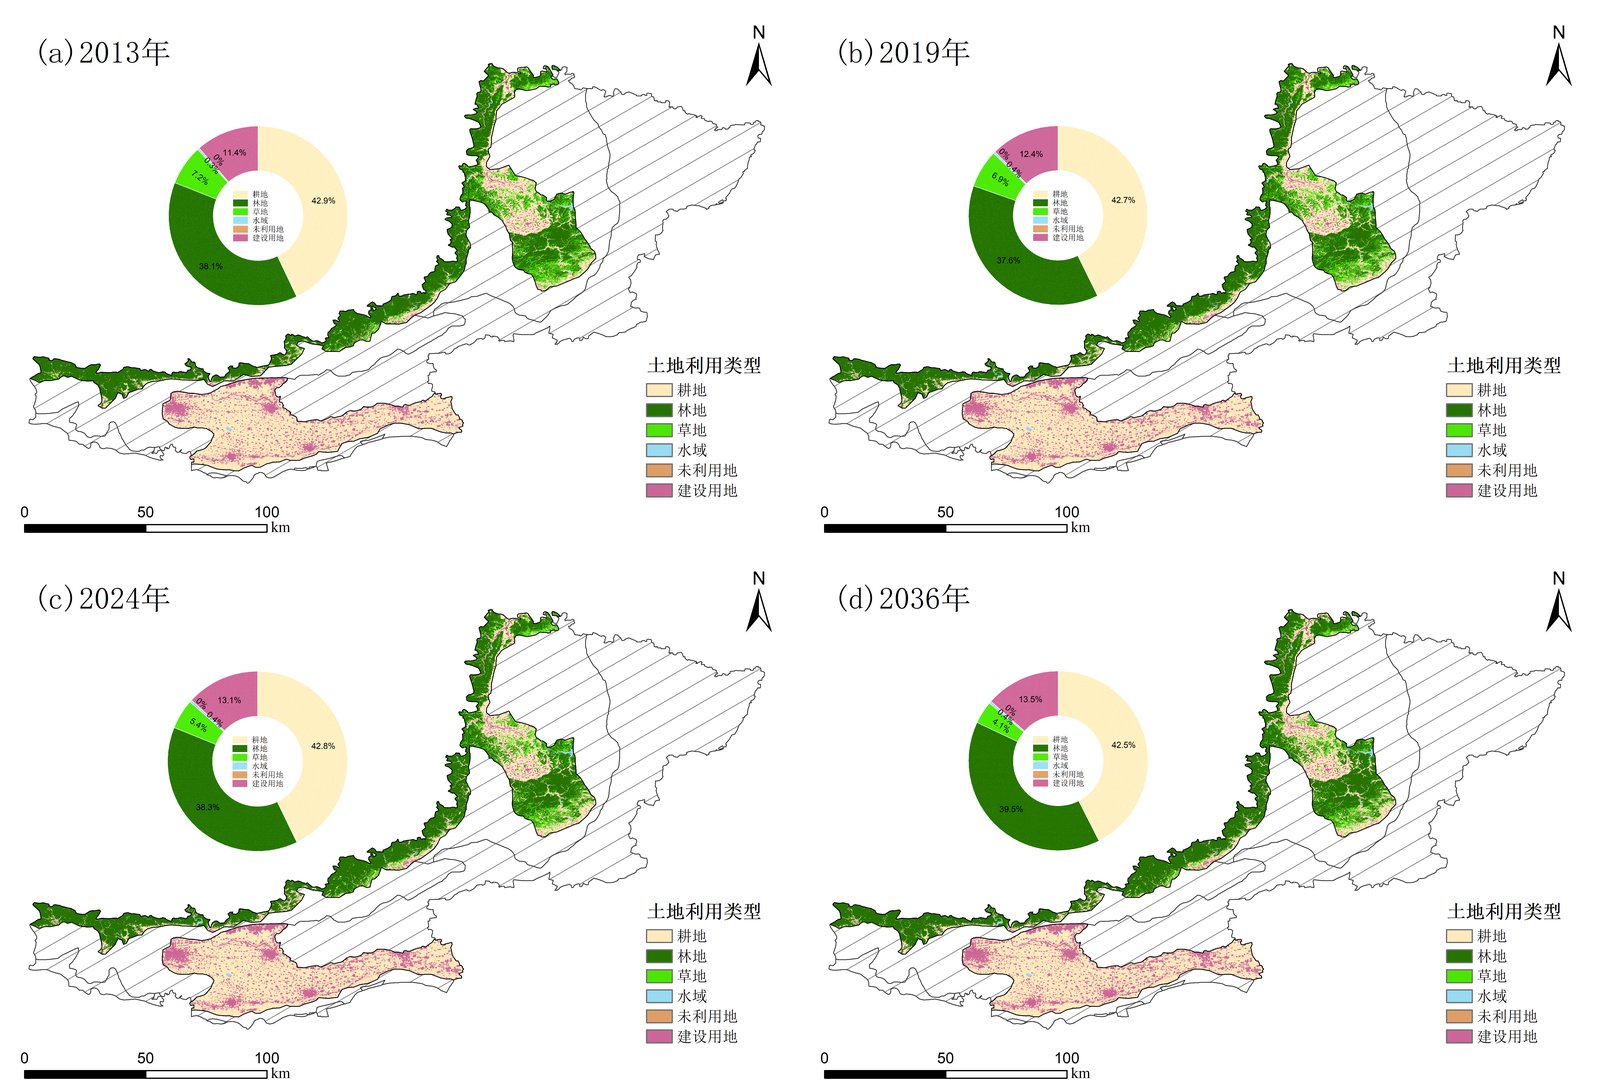 (a)2013年
N
11.4%
0%
0.3%
7.2%
42.9%
38.1%
耕地
林地
草地
水域
未利用地
建设用地
土地利用类型
耕地
林地
草地
水域
未利用地
建设用地
0 50 100
km
(b)2019年
N
12.4%
0%
0.4%
6.9%
42.7%
37.6%
耕地
林地
草地
水域
未利用地
建设用地
土地利用类型
耕地
林地
草地
水域
未利用地
建设用地
0 50 100
km
(c)2024年
N
13.1%
0%
0.4%
5.4%
42.8%
38.3%
耕地
林地
草地
水域
未利用地
建设用地
土地利用类型
耕地
林地
草地
水域
未利用地
建设用地
0 50 100
km
(d)2036年
N
13.5%
0%
0.4%
4.1%
42.5%
39.5%
耕地
林地
草地
水域
未利用地
建设用地
土地利用类型
耕地
林地
草地
水域
未利用地
建设用地
0 50 100
km